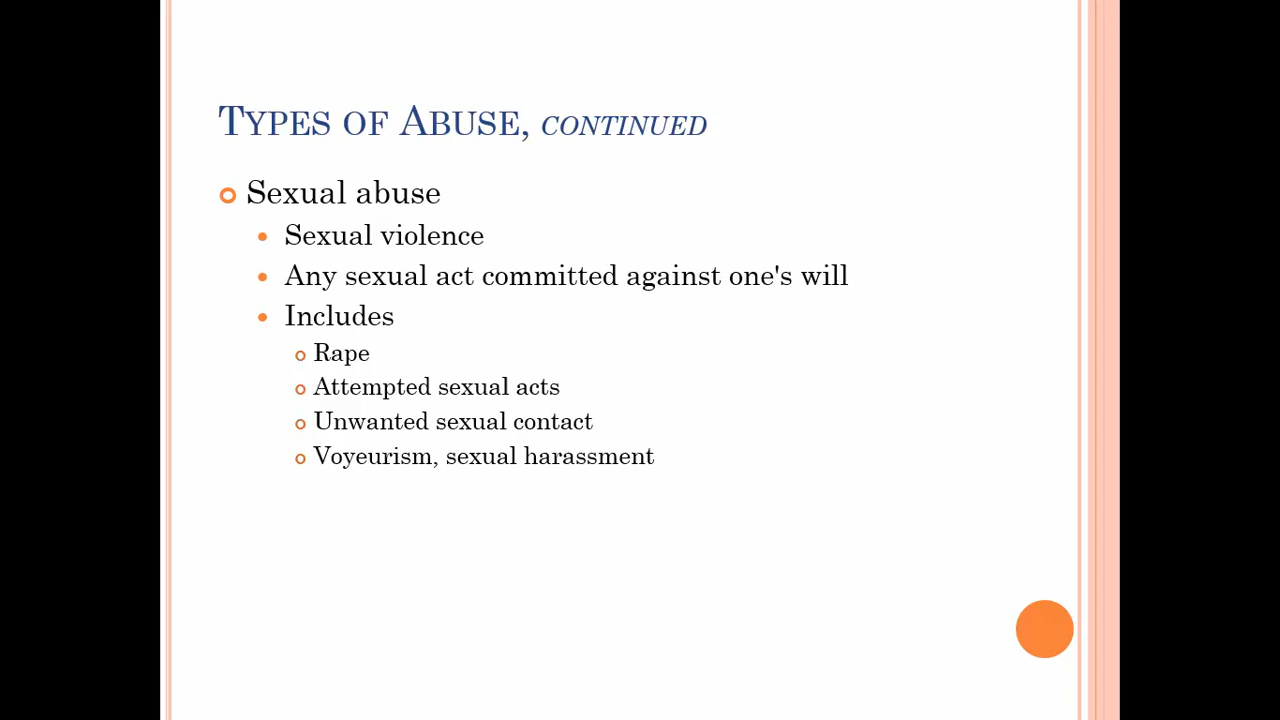 Types of Abuse, continued
Sexual abuse
Sexual violence
Any sexual act committed against one's will
Includes
Rape
Attempted sexual acts
Unwanted sexual contact
Voyeurism, sexual harassment